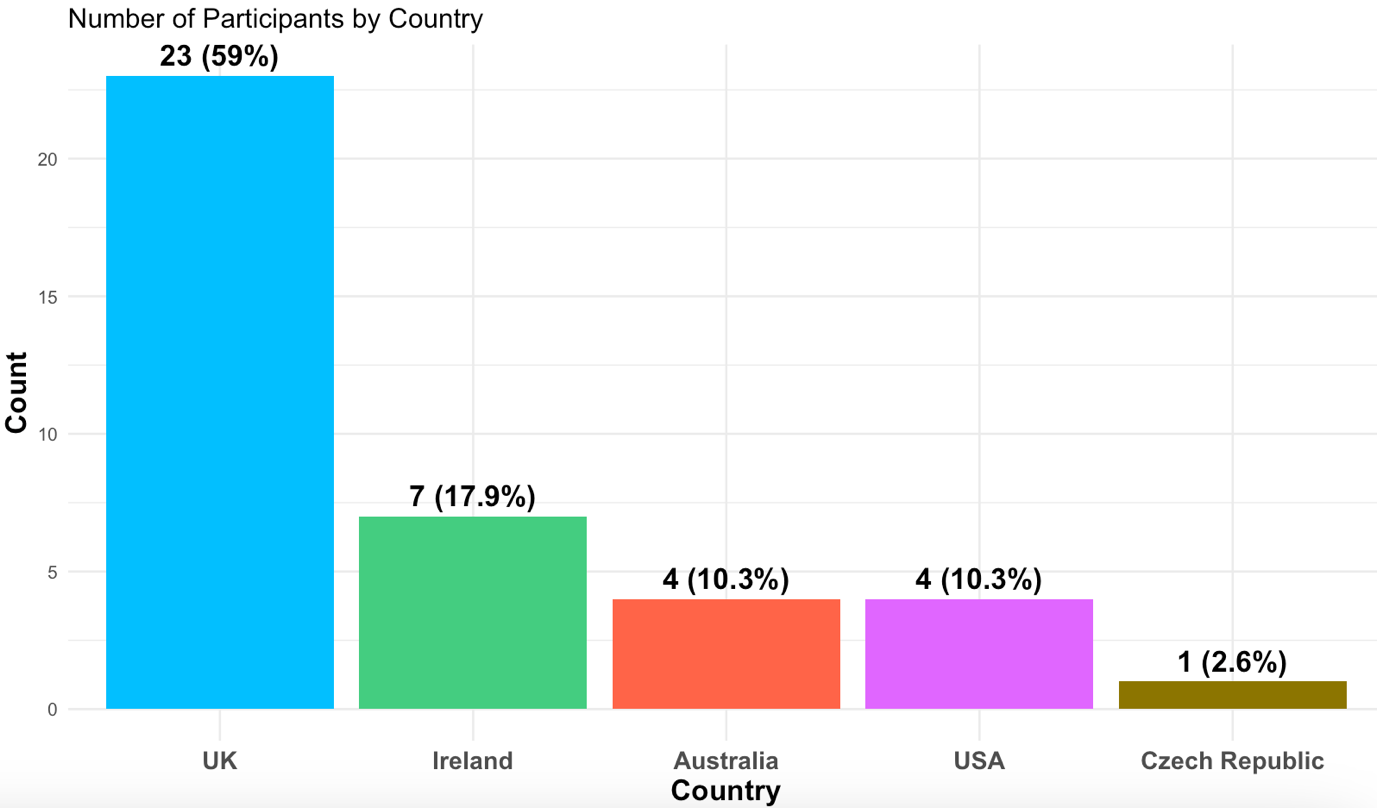 Number of Participants by Country
23 (59%)
20
15
10
5
0
Count
7 (17.9%)
4 (10.3%)
4 (10.3%)
1 (2.6%)
UK
Ireland
Australia
USA
Czech Republic
Country